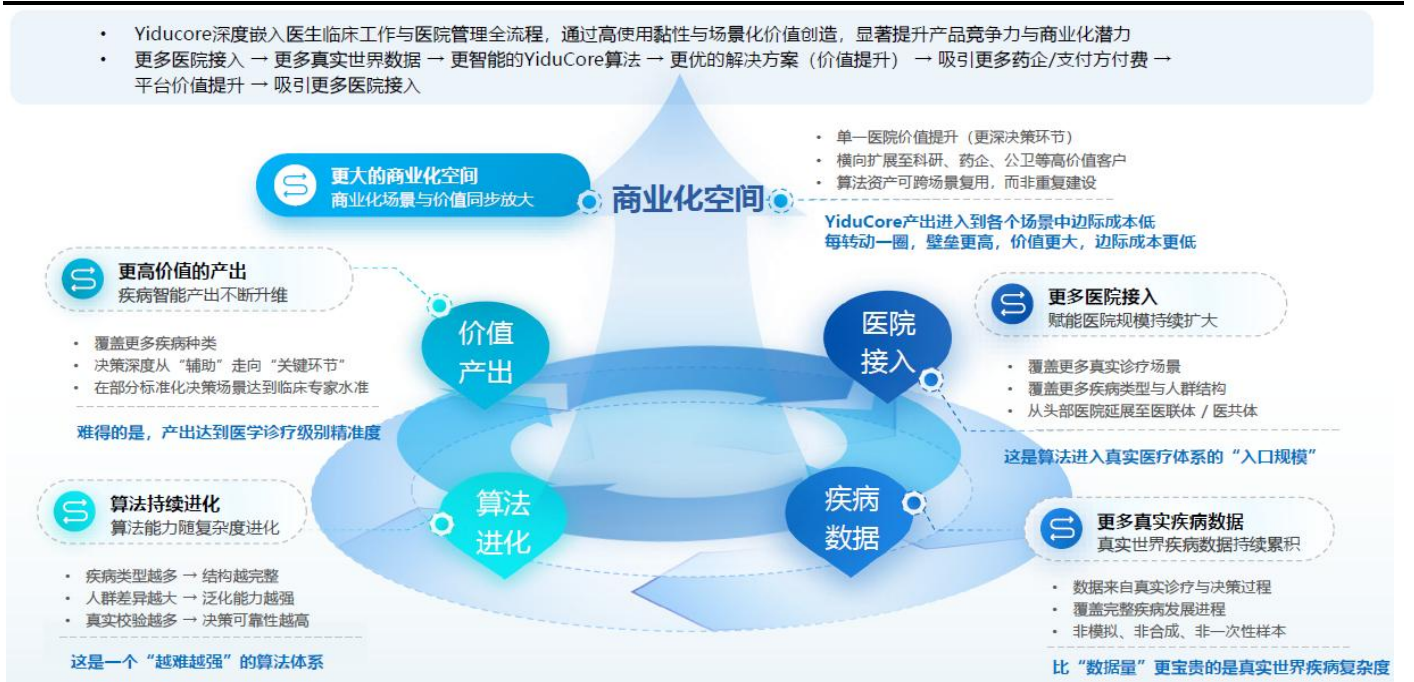 • Yiducore深度嵌入医生临床工作与医院管理全流程，通过高使用黏性与场景化价值创造，显著提升产品竞争力与商业化潜力
• 更多医院接入 → 更多真实世界数据 → 更智能的YiduCore算法 → 更优的解决方案（价值提升） → 吸引更多药企/支付方付费 →
平台价值提升 → 吸引更多医院接入
更大的商业化空间
商业化场景与价值同步放大
商业化空间
• 单一医院价值提升（更深决策环节）
• 横向扩展至科研、药企、公卫等高价值客户
• 算法资产可跨场景复用，而非重复建设
YiduCore产出进入到各个场景中边际成本低
每转动一圈，壁垒更高，价值更大，边际成本更低
更高价值的产出
疾病智能产出不断升维
• 覆盖更多疾病种类
• 决策深度从“辅助”走向“关键环节”
• 在部分标准化决策场景达到临床专家水准
难得的是，产出达到医学诊疗级别精准度
价值
产出
医院
接入
更多医院接入
赋能医院规模持续扩大
• 覆盖更多真实诊疗场景
• 覆盖更多疾病类型与人群结构
• 从头部医院延展至医联体 / 医共体
这是算法进入真实医疗体系的“入口规模”
算法持续进化
算法能力随复杂度进化
• 疾病类型越多 → 结构越完整
• 人群差异越大 → 泛化能力越强
• 真实校验越多 → 决策可靠性越高
这是一个“越难越强”的算法体系
算法
进化
疾病
数据
更多真实疾病数据
真实世界疾病数据持续累积
• 数据来自真实诊疗与决策过程
• 覆盖完整疾病发展进程
• 非模拟、非合成、非一次性样本
比“数据量”更宝贵的是真实世界疾病复杂度